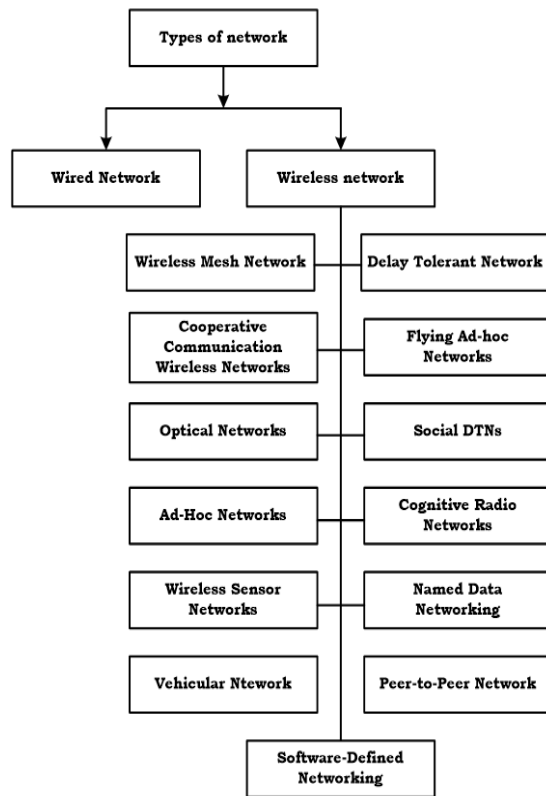 Types of network
Wired Network
Wireless network
Wireless Mesh Network
Delay Tolerant Network
Cooperative
Communication
Wireless Networks
Flying Ad-hoc
Networks
Optical Networks
Social DTNs
Ad-Hoc Networks
Cognitive Radio
Networks
Wireless Sensor
Networks
Named Data
Networking
Vehicular Ntework
Peer-to-Peer Network
Software-Defined
Networking